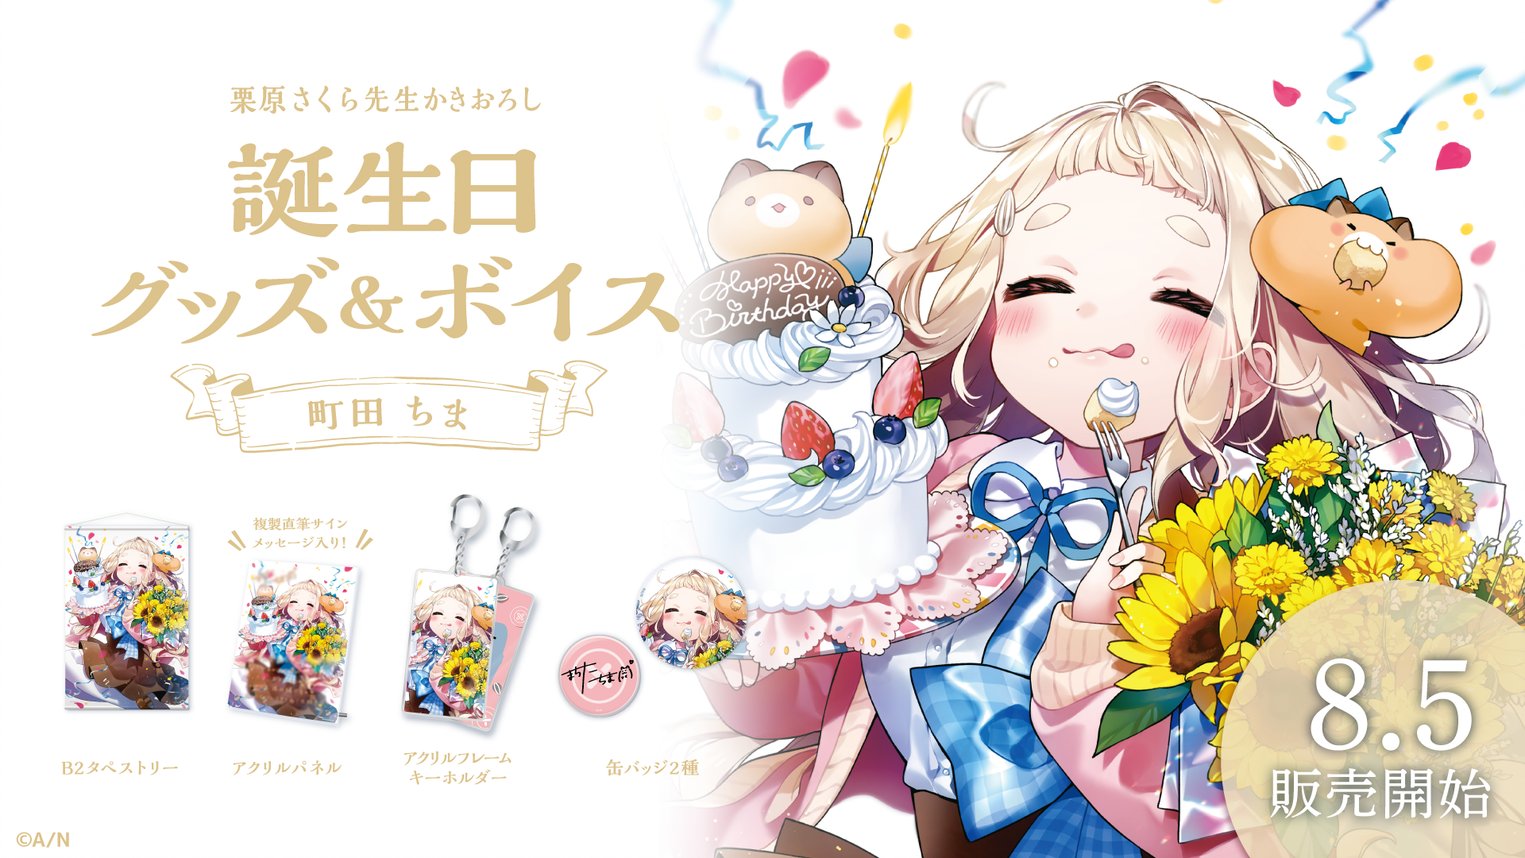 栗原さくら先生かきおろし
誕生日
グッズ&ボイス
町田 ちま
複製直筆サイン
メッセージ入り!
B2タペストリー
アクリルパネル
アクリルフレーム
キーホルダー
缶バッジ2種
Happy
Birthday
8.5
販売開始
©A/N